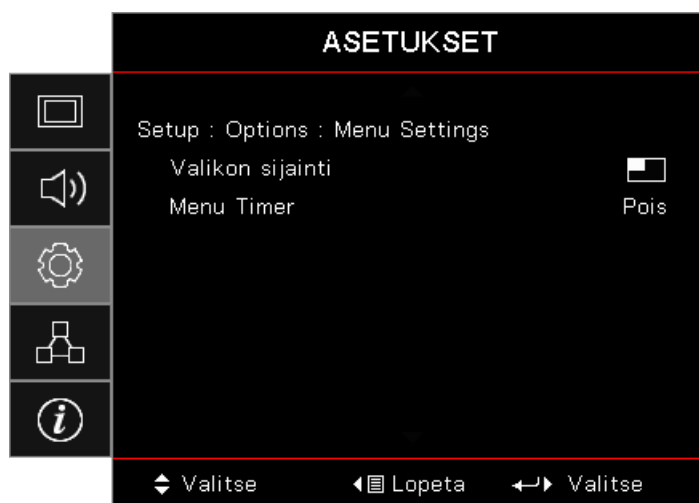 ASETUKSET
Setup : Options : Menu Settings
Valikon sijainti
Menu Timer Pois
Valitse Lopeta Valitse